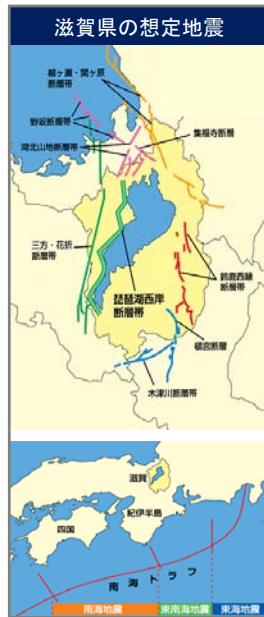 滋賀県の想定地震
柳ヶ瀬・関ヶ原
断層帯
野坂断層帯
集福寺断層
湖北山地断層帯
三方・花折
断層帯
琵琶湖西岸
断層帯
鈴鹿西縁
断層帯
頓宮断層
木津川断層帯
滋賀
紀伊半島
四国
南海トラフ
南海地震
東南海地震
東海地震